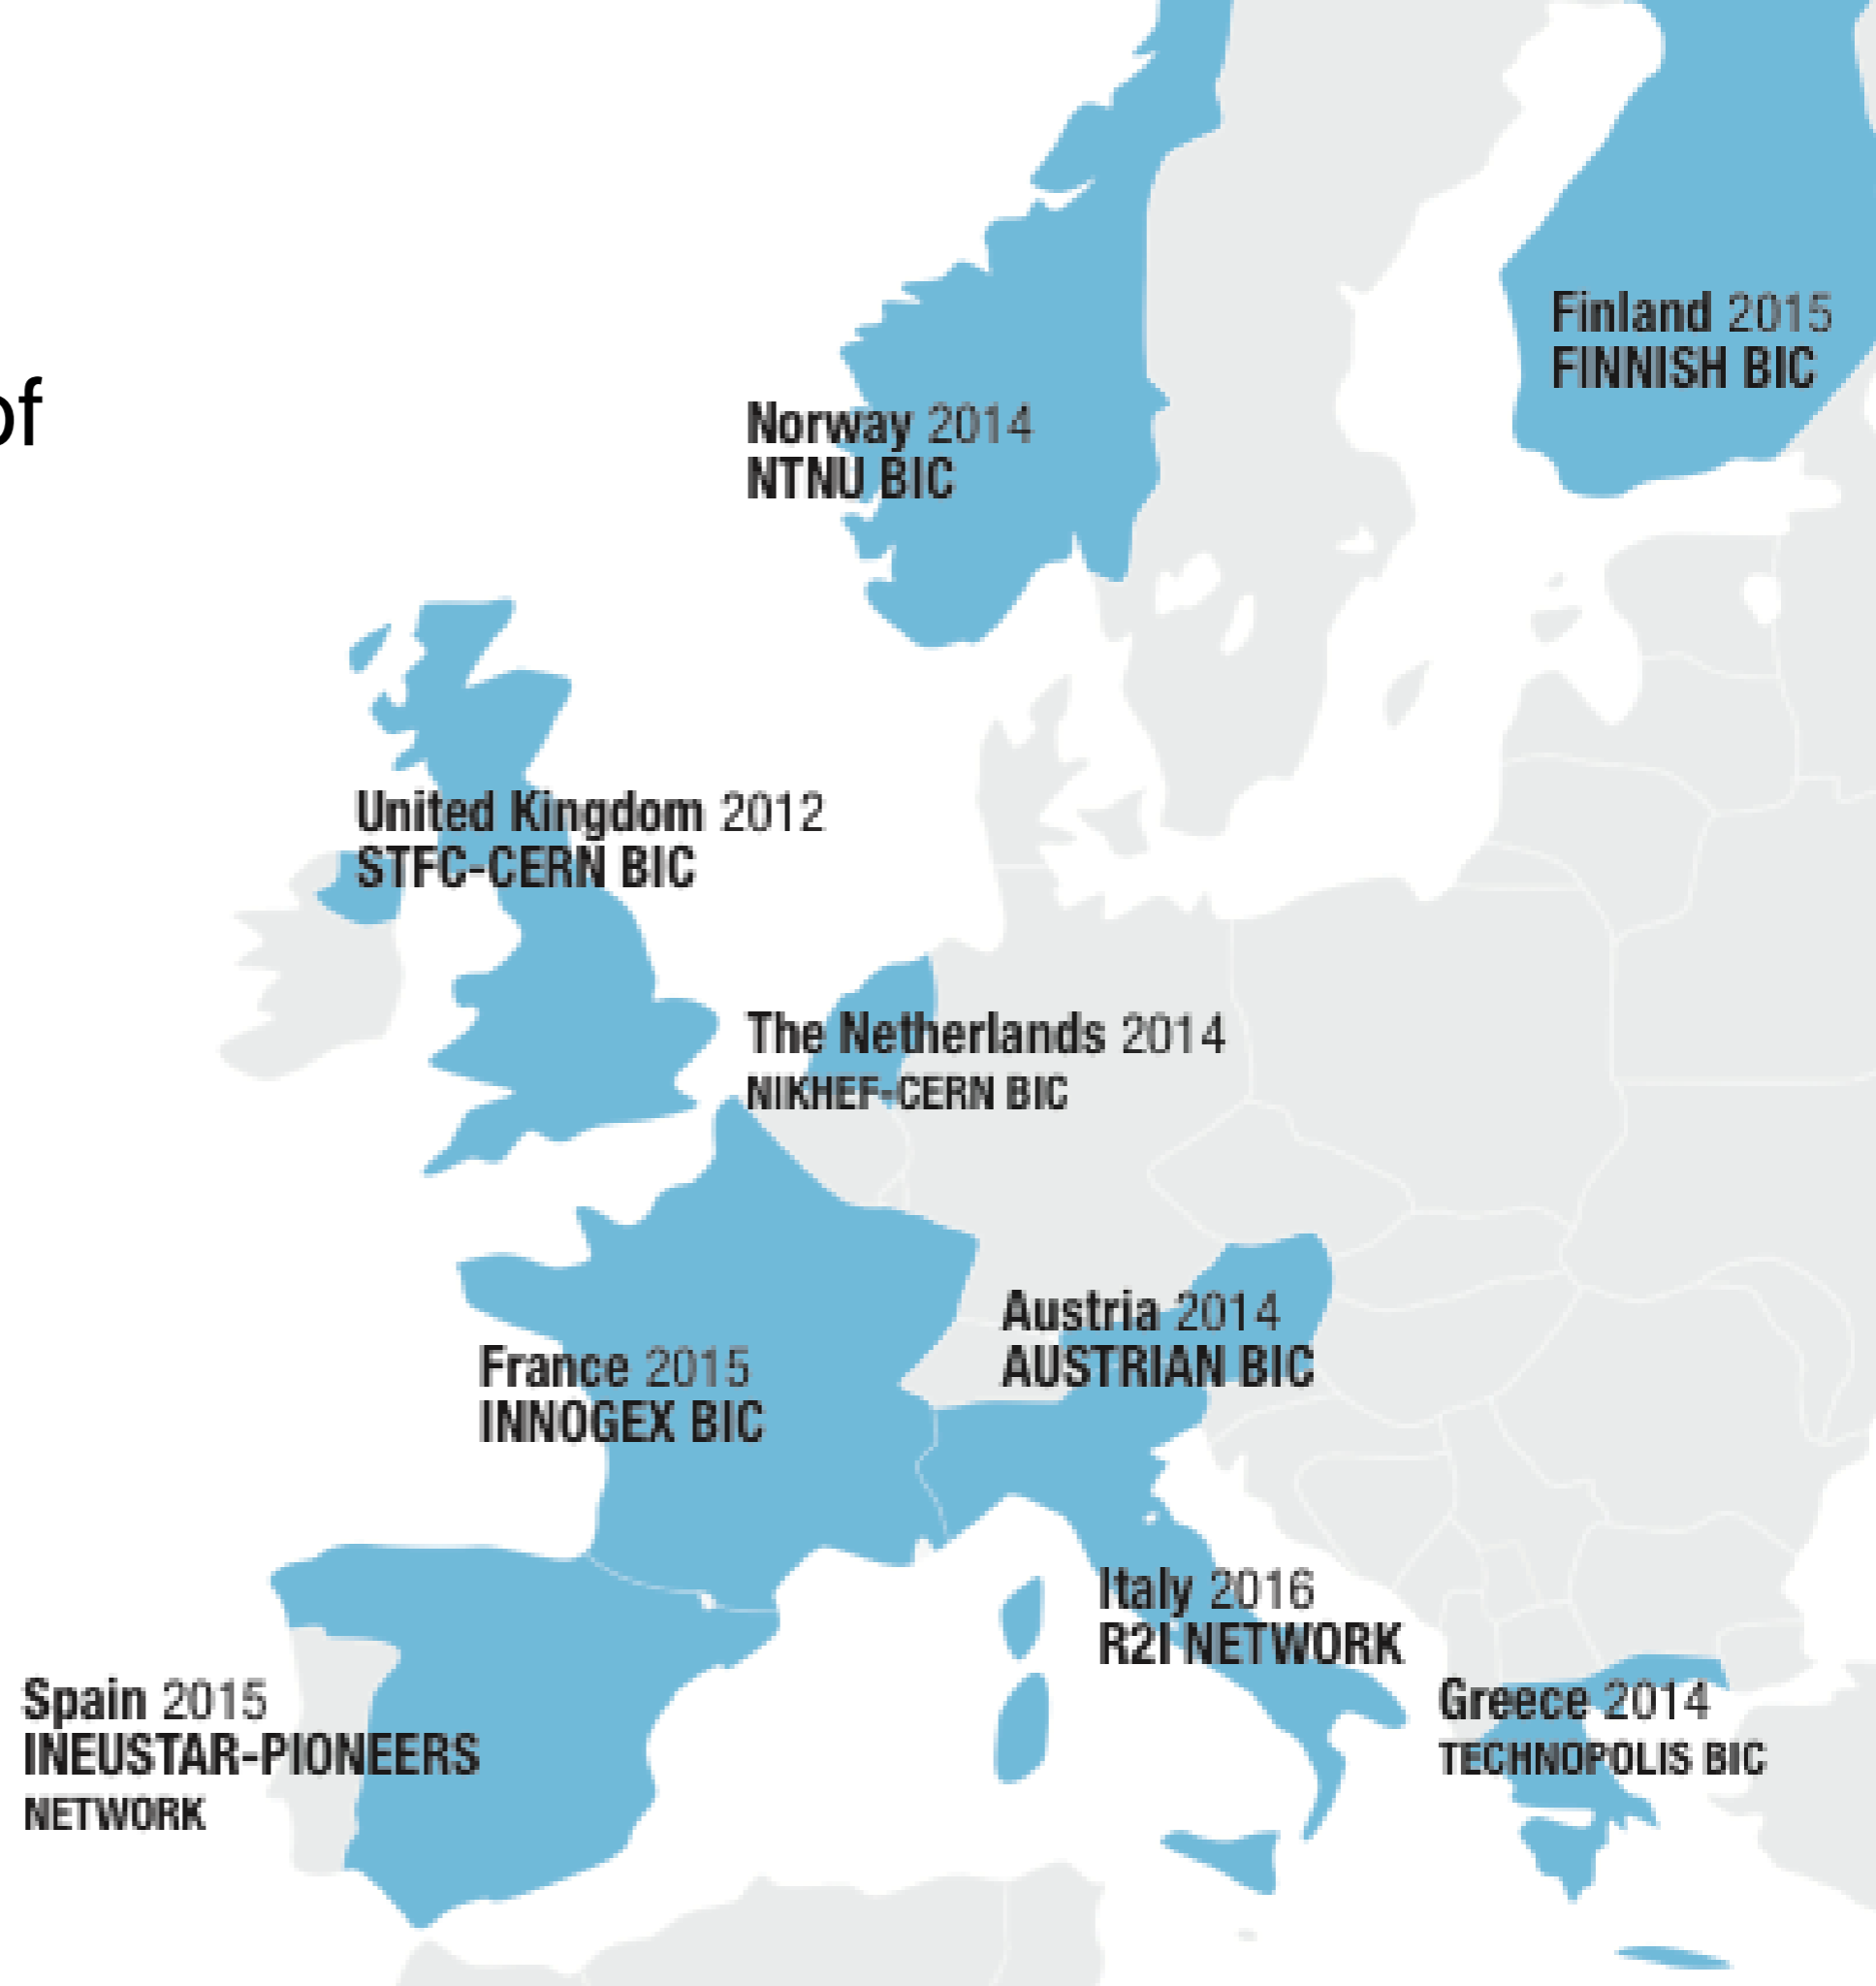 Finland 2015
FINNISH BIC
of
Norway 2014
NTNU BIC
United Kingdom 2012
STFC-CERN BIC
The Netherlands 2014
NIKHEF-CERN BIC
Austria 2014
AUSTRIAN BIC
France 2015
INNOGEX BIC
Italy 2016
R2I NETWORK
Spain 2015
INEUSTAR-PIONEERS
NETWORK
Greece 2014
TECHNOPOLIS BIC